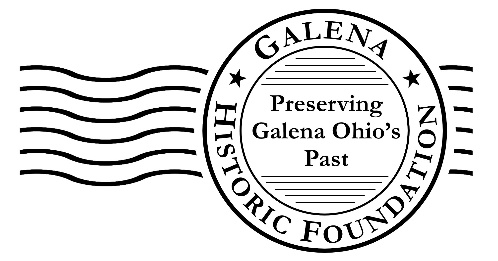 GALENA
Preserving
Galena Ohio's
Past
HISTORIC FOUNDATION